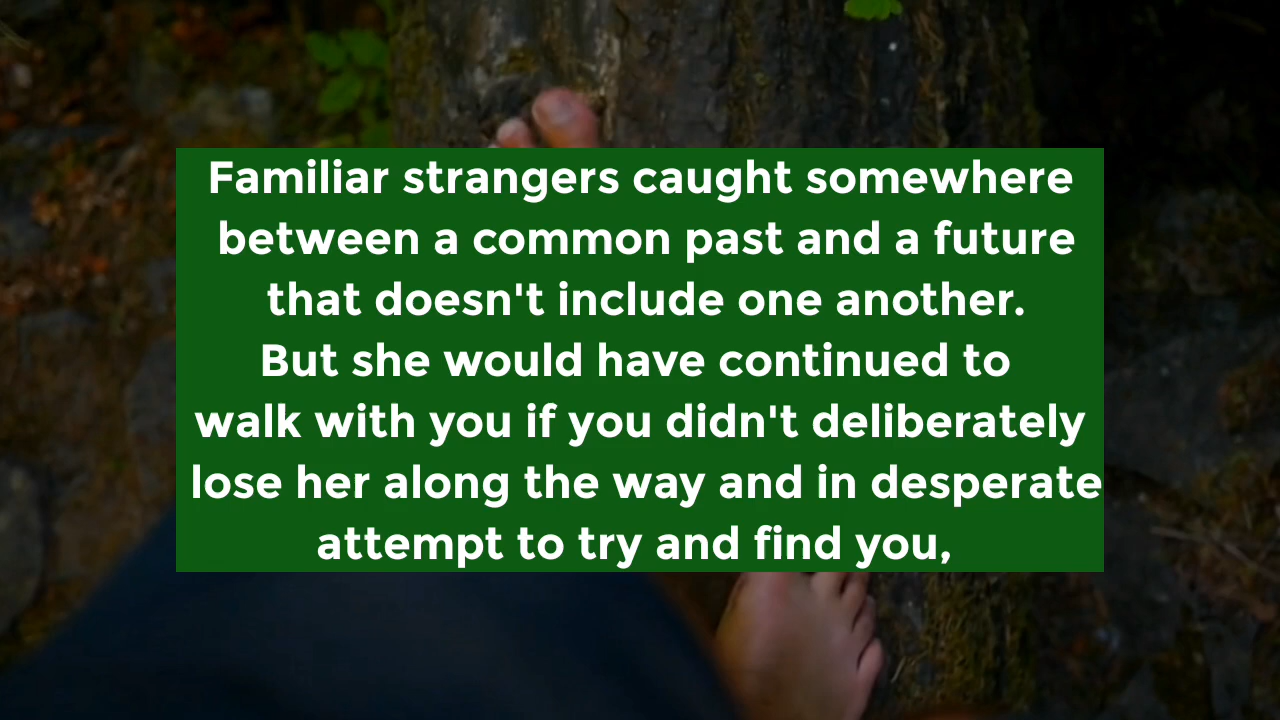 Familiar strangers caught somewhere
between a common past and a future
that doesn't include one another.
But she would have continued to
walk with you if you didn't deliberately
lose her along the way and in desperate
attempt to try and find you,